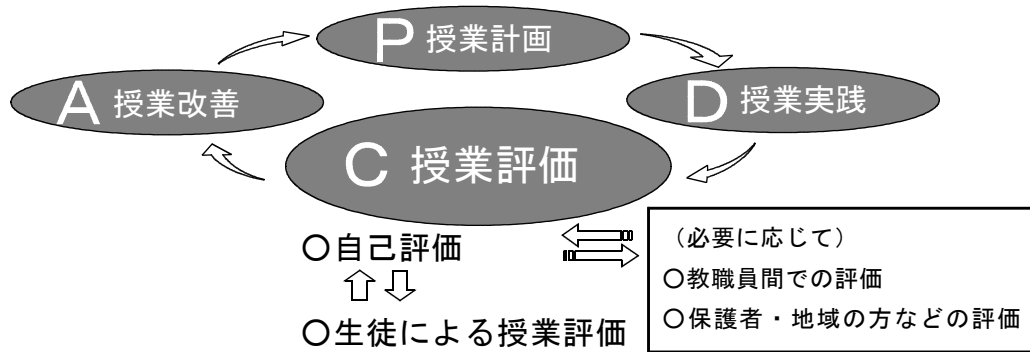 P 授業計画
A 授業改善
D 授業実践
C 授業評価
○自己評価
○生徒による授業評価
（必要に応じて）
○教職員間での評価
○保護者・地域の方などの評価